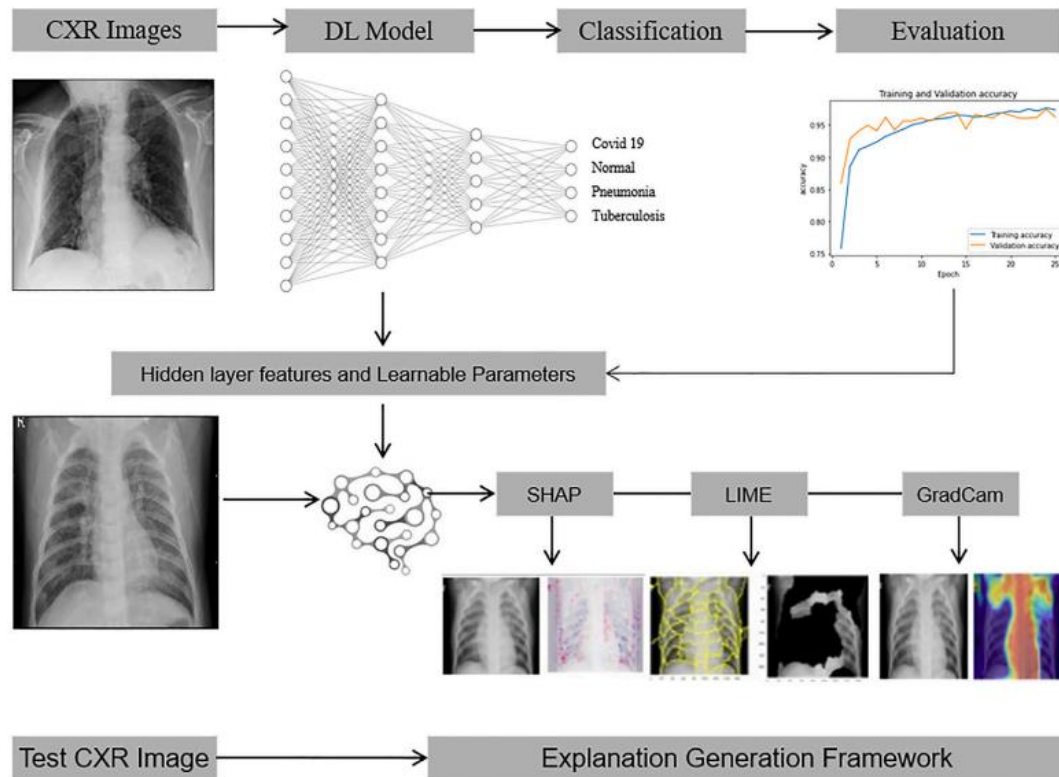 CXR Images
DL Model
Classification
Evaluation
Covid 19
Normal
Pneumonia
Tuberculosis
Training and Validation accuracy
0.95
0.90
0.85
0.80
0.75
accuracy
Training accuracy
Validation accuracy
0
5
10
15
20
25
Epoch
Hidden layer features and Learnable Parameters
SHAP
LIME
GradCam
Test CXR Image
Explanation Generation Framework